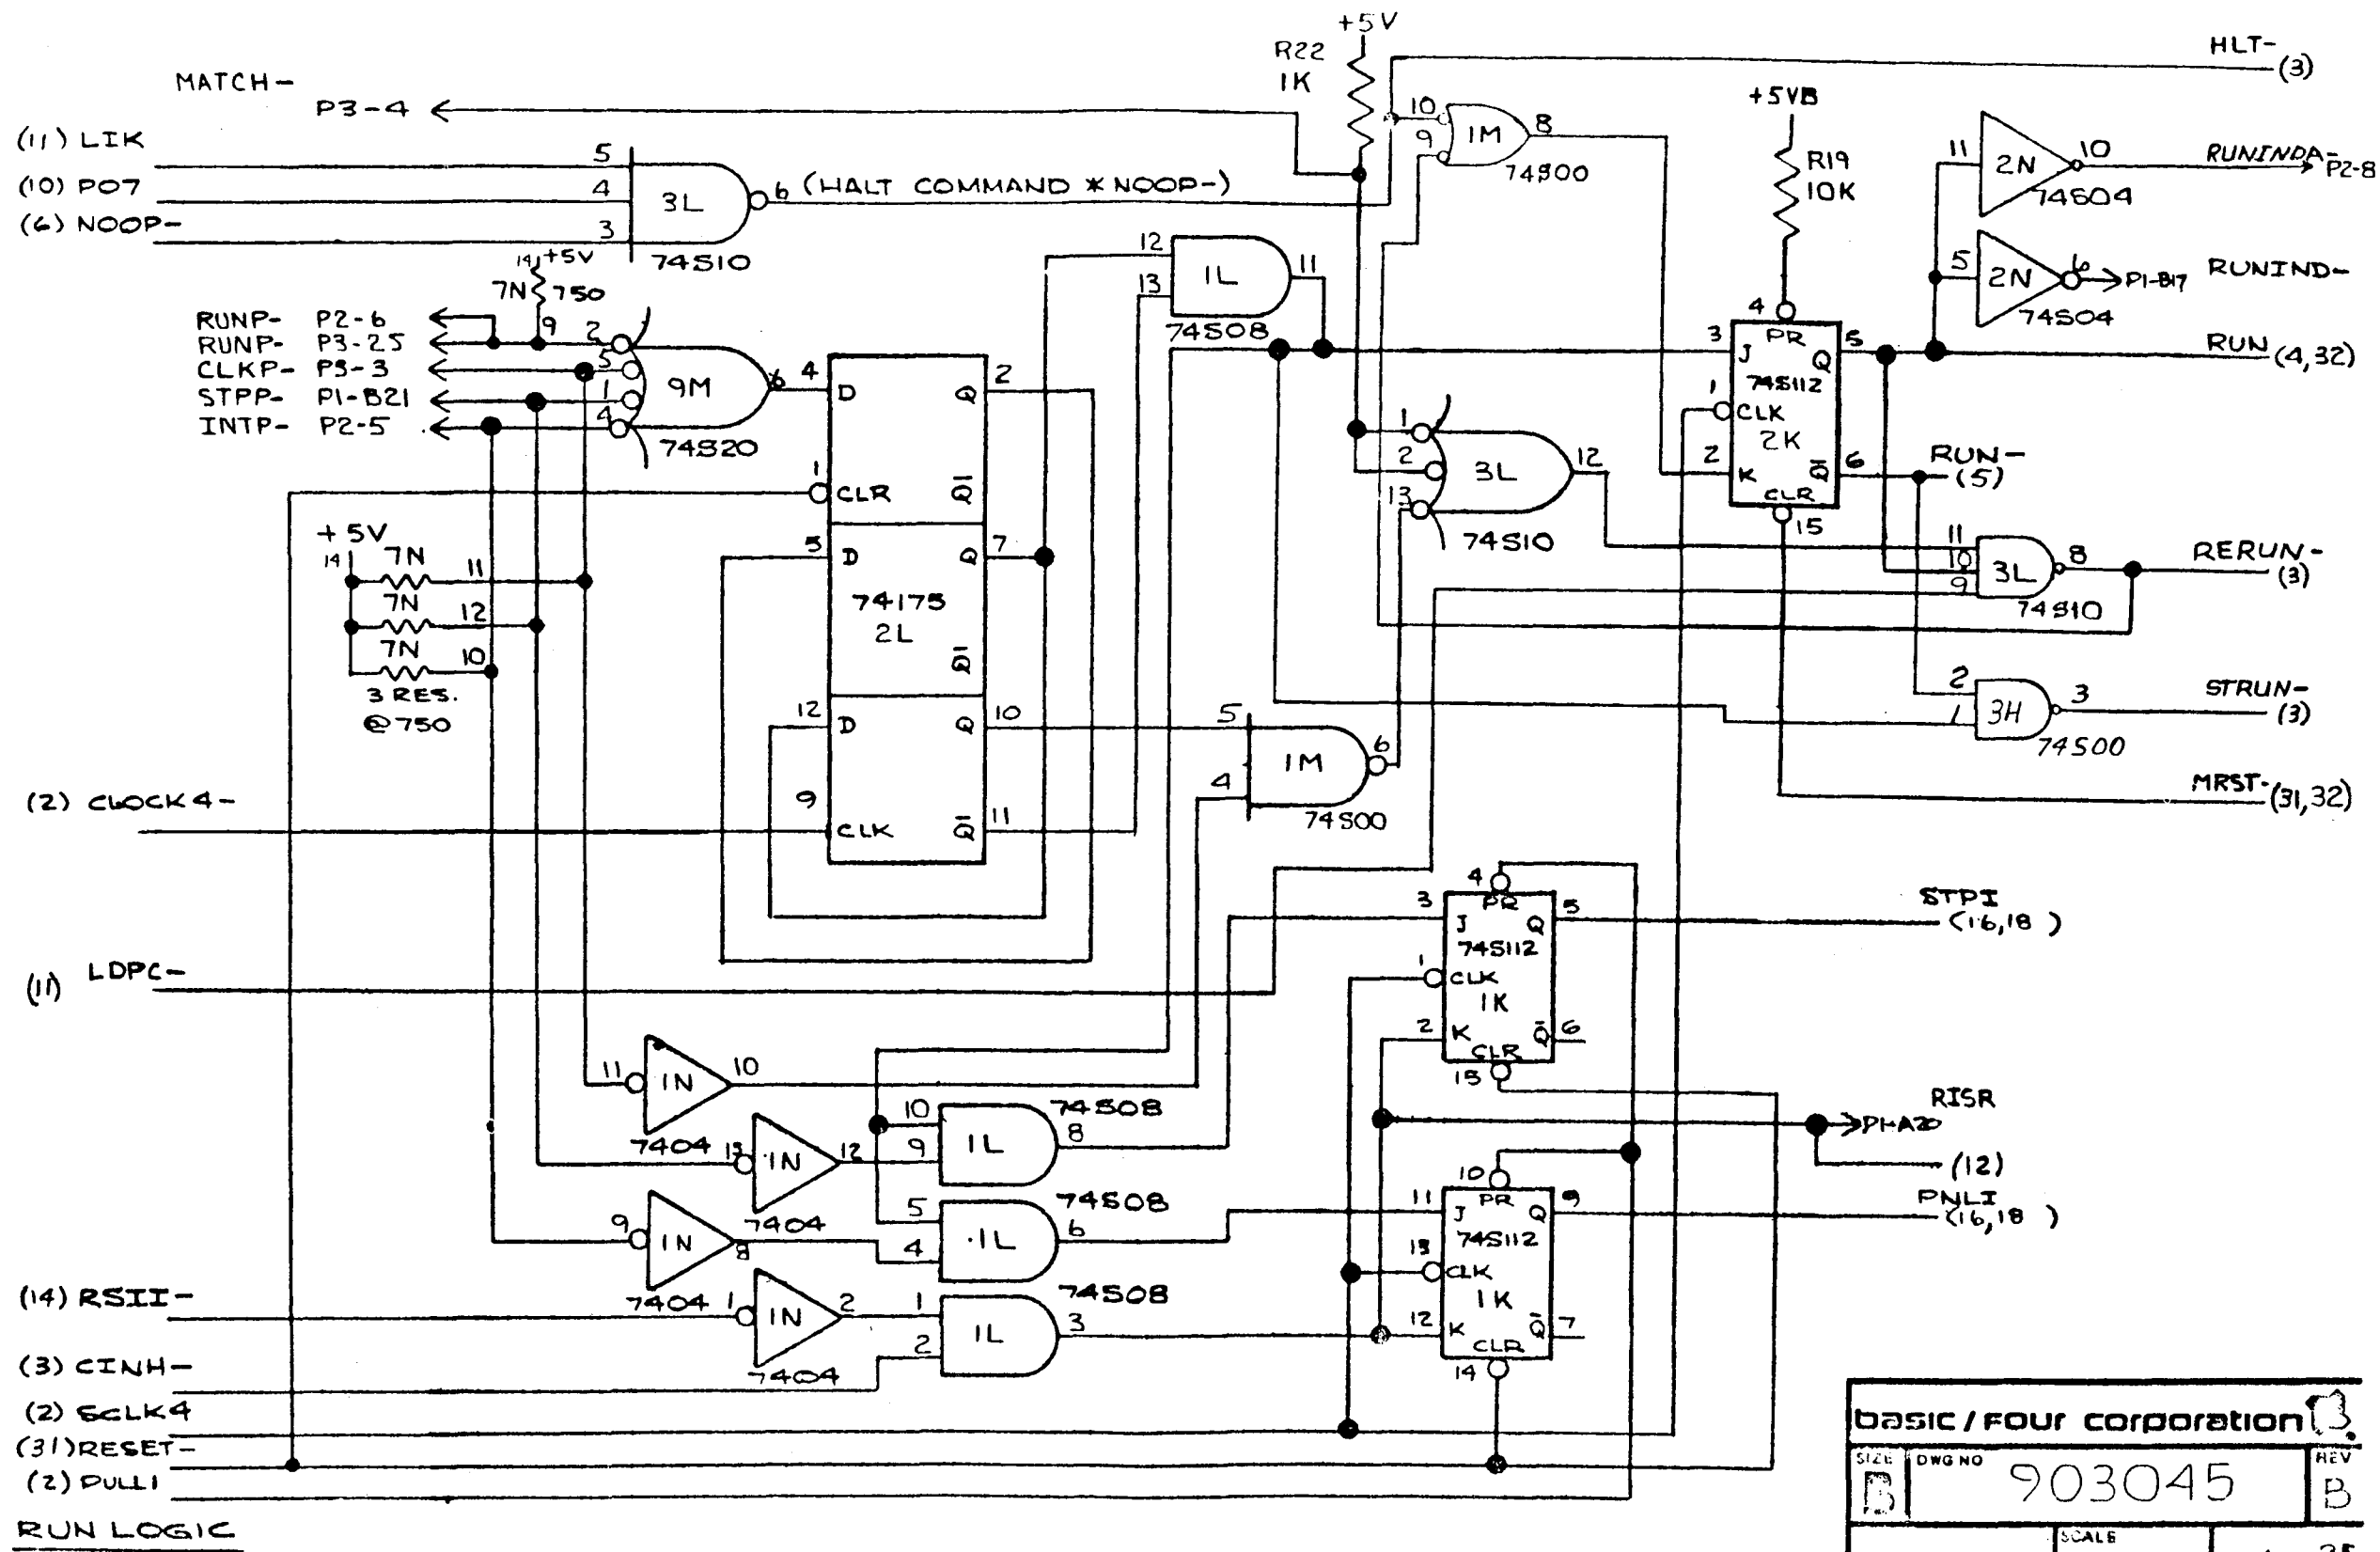 +5V
R22
1K
HLT-
(3)
MATCH-
P3-4
+5VB
10
9
1M
8
74S00
(11) LIK
(10) PO7
(6) NOOP-
5
4
3
3L
6 (HALT COMMAND * NOOP-)
74S10
R19
10K
11
2N
10
74S04
RUNINDA-
P2-8
5
2N
6
74S04
P1-B17
RUNIND-
14
+5V
7N
750
9
12
13
1L
11
74S08
RUNP- P2-6
RUNP- P3-25
CLKP-
STPP- P1-B21
INTP- P2-5
2
5
1
4
9M
6
74S20
4
D
Q
2
1
CLR
Q̅
5
D
Q
7
74175
2L
Q̅
12
D
Q
10
9
CLK
Q̅
11
4
PR
3
J
Q
5
74S112
1
CLK
2K
2
K
Q̅
6
CLR
15
RUN
(4,32)
RUN-
(5)
1
2
13
3L
12
74S10
11
10
9
3L
8
74S10
RERUN-
(3)
2
1
3H
3
74S00
STRUN-
(3)
MRST-
(31,32)
+5V
14
7N
11
7N
12
7N
10
3 RES.
@750
5
4
1M
6
74S00
(2) CLOCK4-
(11) LDPC-
4
PR
3
J
Q
5
74S112
1
CLK
1K
2
K
Q̅
6
CLR
15
STPI
(16,18 )
11
1N
10
7404
13
1N
12
7404
10
9
1L
8
74S08
RISR
P1-A20
(12)
9
1N
8
7404
5
4
1L
6
74S08
10
PR
11
J
Q
9
74S112
13
CLK
1K
12
K
Q̅
7
CLR
14
PNLI
(16,18 )
(14) RSII-
1
1N
2
7404
1
2
1L
3
74S08
(3) CINH-
(2) SCLK4
(31) RESET-
(2) PULL1
RUN LOGIC
basic/four corporation
SIZE
B
DWG NO
903045
REV
B
SCALE